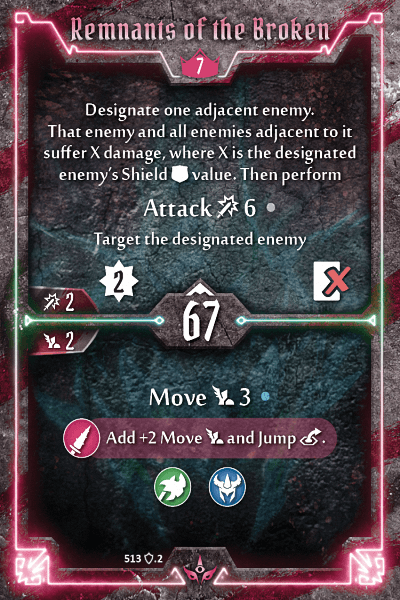 Remnants of the Broken
7
Designate one adjacent enemy.
That enemy and all enemies adjacent to it
suffer X damage, where X is the designated
enemy's Shield value. Then perform
Attack 6
Target the designated enemy
2
2
67
2
Move 3
Add +2 Move and Jump .
513 .2